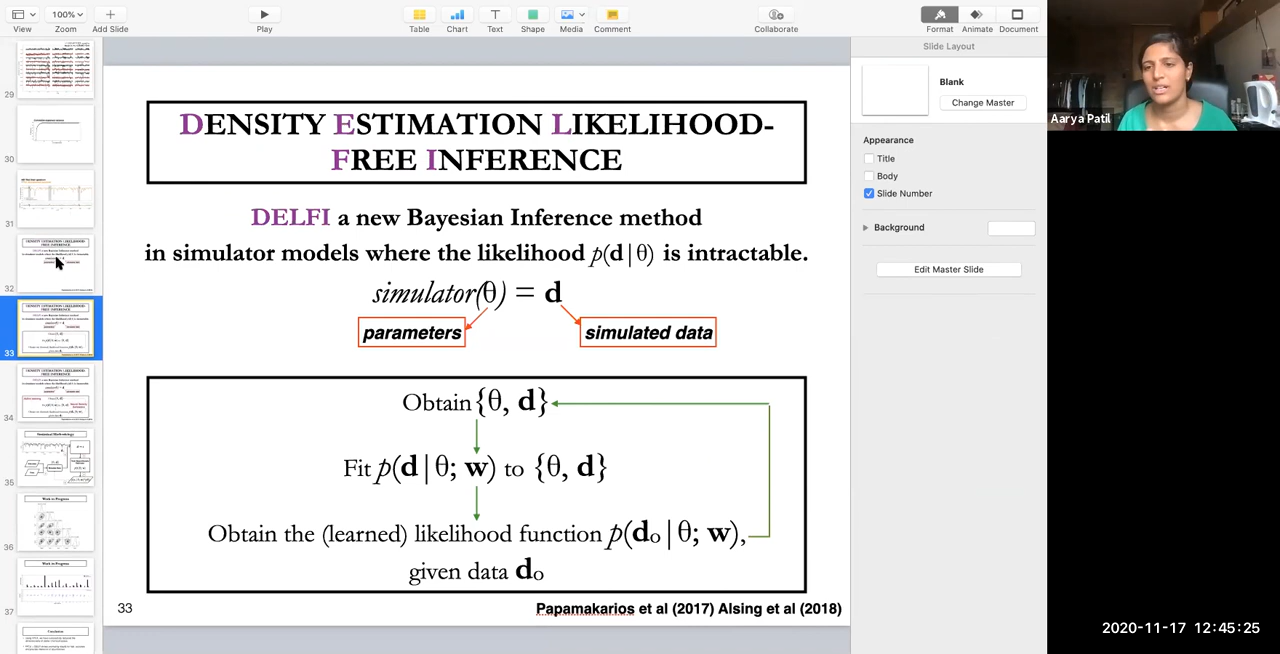 View
100%
Zoom
Add Slide
Play
Table
Chart
Text
Shape
Media
Comment
Collaborate
Format
Animate
Document
29
30
31
32
33
34
35
36
37
DENSITY ESTIMATION LIKELIHOOD-
FREE INFERENCE
DELFI a new Bayesian Inference method
in simulator models where the likelihood p(d|θ) is intractable.
simulator(θ) = d
parameters
simulated data
Obtain {θ, d}
Fit p(d|θ; w) to {θ, d}
Obtain the (learned) likelihood function p(do|θ; w),
given data do
33
Papamakarios et al (2017) Alsing et al (2018)
Slide Layout
Blank
Change Master
Appearance
Title
Body
Slide Number
Background
Edit Master Slide
Aarya Patil
2020-11-17 12:45:25